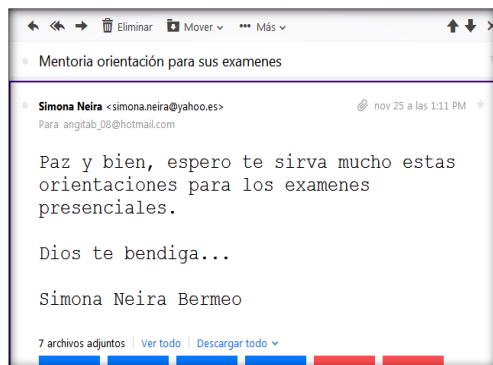 Eliminar Mover Más
Mentoria orientación para sus examenes
Simona Neira <simona.neira@yahoo.es> nov 25 a las 1:11 PM
Para angitab_08@hotmail.com
Paz y bien, espero te sirva mucho estas
orientaciones para los examenes
presenciales.
Dios te bendiga...
Simona Neira Bermeo
7 archivos adjuntos Ver todo Descargar todo